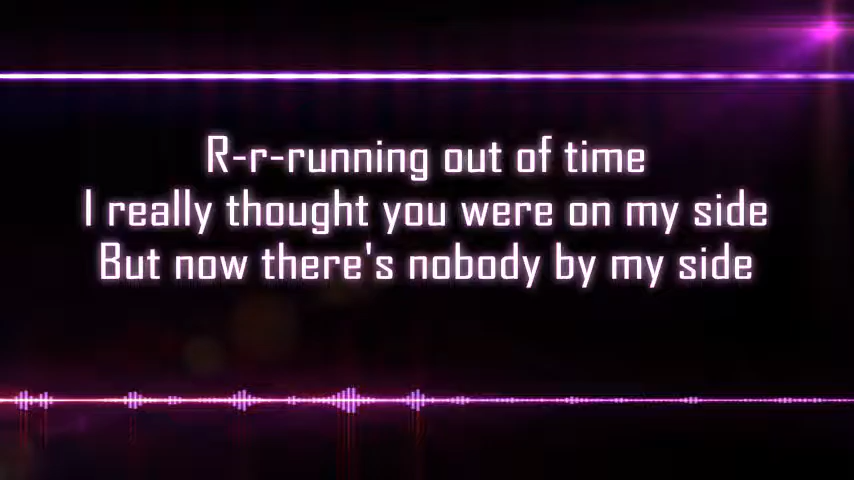 R-r-running out of time
I really thought you were on my side
But now there's nobody by my side